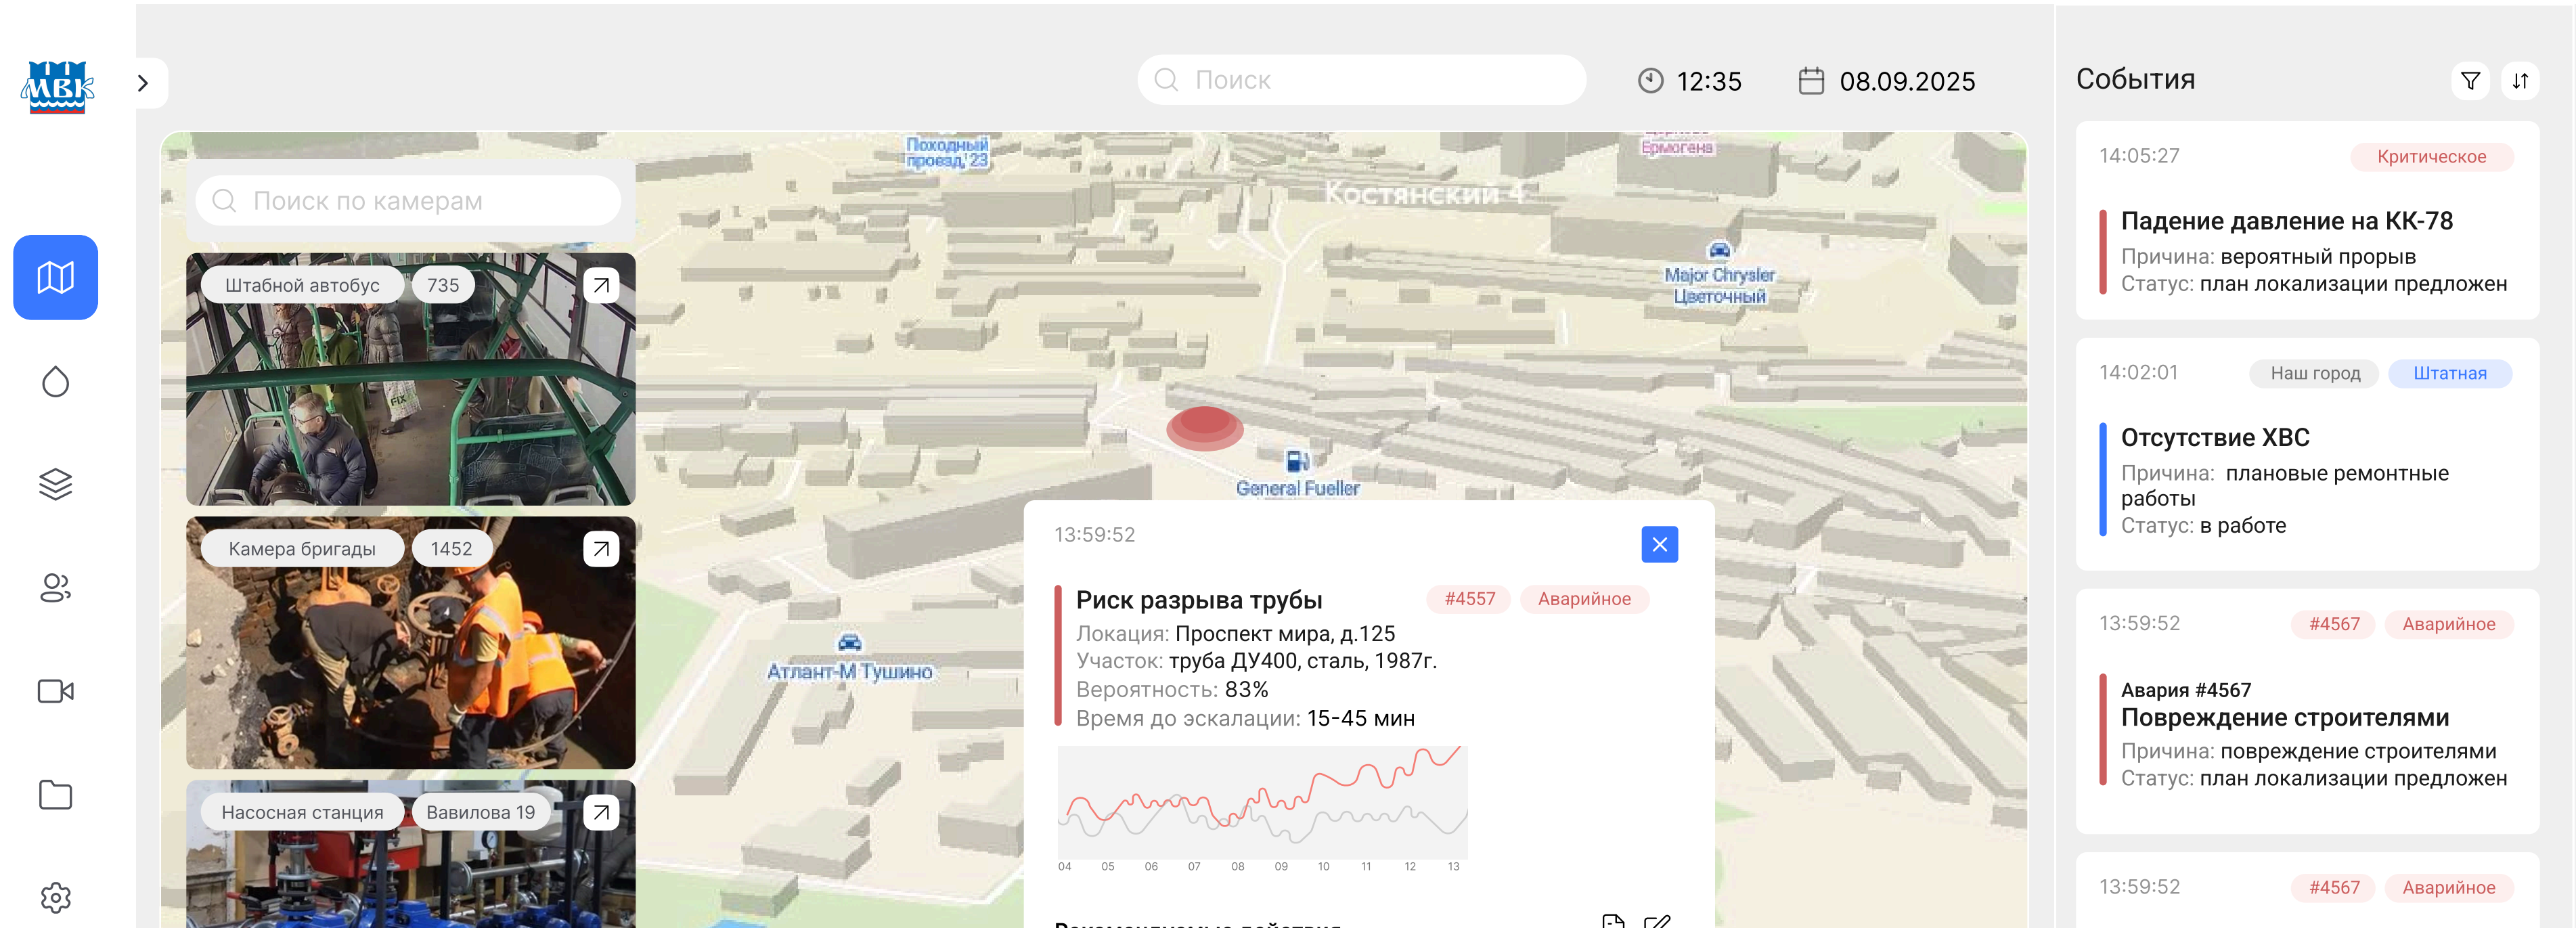 МВК
Поиск
12:35
08.09.2025
События
Поиск по камерам
Штабной автобус
735
FIX
Камера бригады
1452
Насосная станция
Вавилова 19
Походный
проезд, 23
Ермогена
Костянский 4
Major Chrysler
Цветочный
General Fueller
Атлант-М Тушино
13:59:52
Риск разрыва трубы
#4557
Аварийное
Локация: Проспект мира, д.125
Участок: труба ДУ400, сталь, 1987г.
Вероятность: 83%
Время до эскалации: 15-45 мин
04 05 06 07 08 09 10 11 12 13
Рекомендуемые действия
14:05:27
Критическое
Падение давление на КК-78
Причина: вероятный прорыв
Статус: план локализации предложен
14:02:01
Наш город
Штатная
Отсутствие ХВС
Причина: плановые ремонтные
работы
Статус: в работе
13:59:52
#4567
Аварийное
Авария #4567
Повреждение строителями
Причина: повреждение строителями
Статус: план локализации предложен
13:59:52
#4567
Аварийное